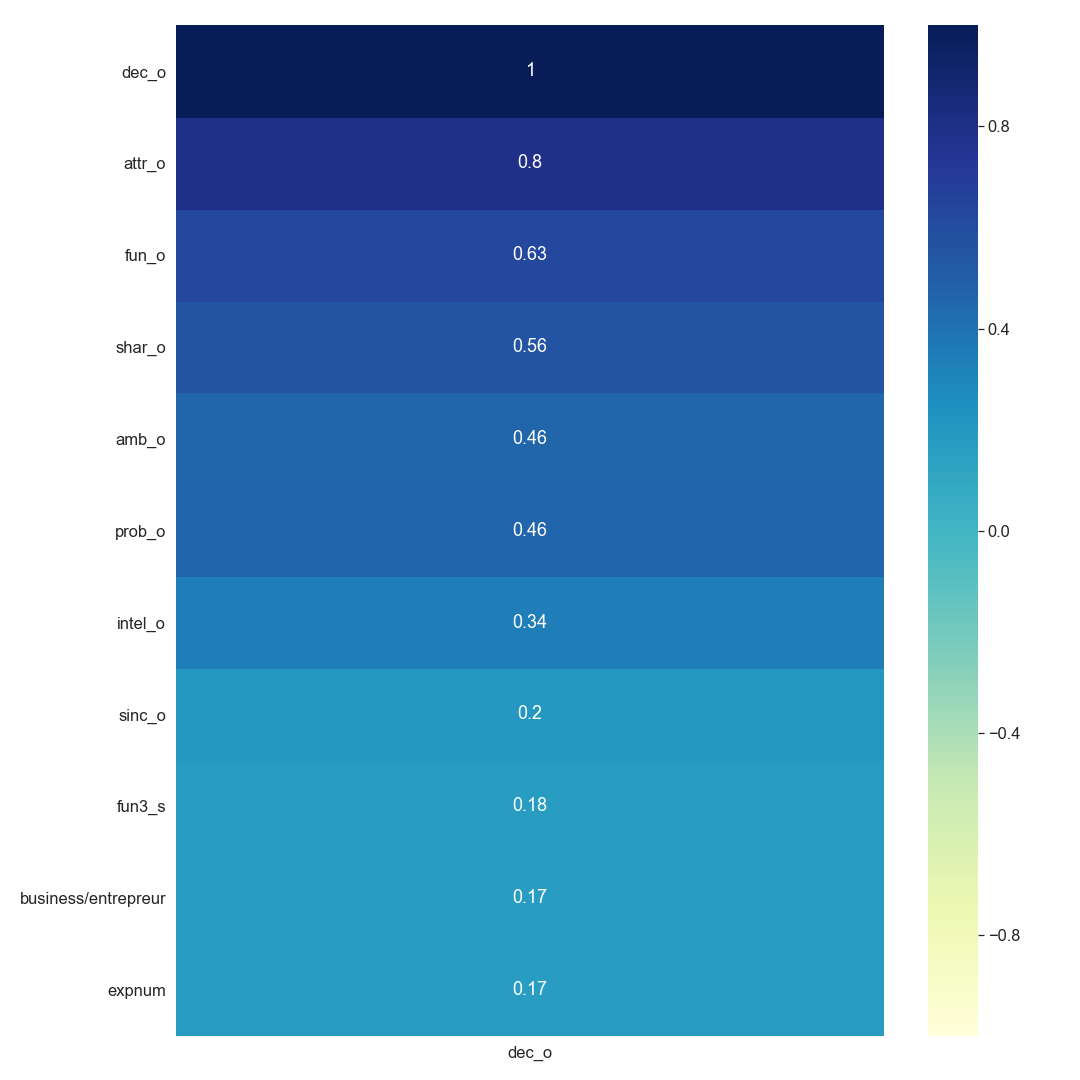 dec_o 1
attr_o 0.8
fun_o 0.63
shar_o 0.56
amb_o 0.46
prob_o 0.46
intel_o 0.34
sinc_o 0.2
fun3_s 0.18
business/entrepreur 0.17
expnum 0.17
dec_o
0.8
0.4
0.0
−0.4
−0.8